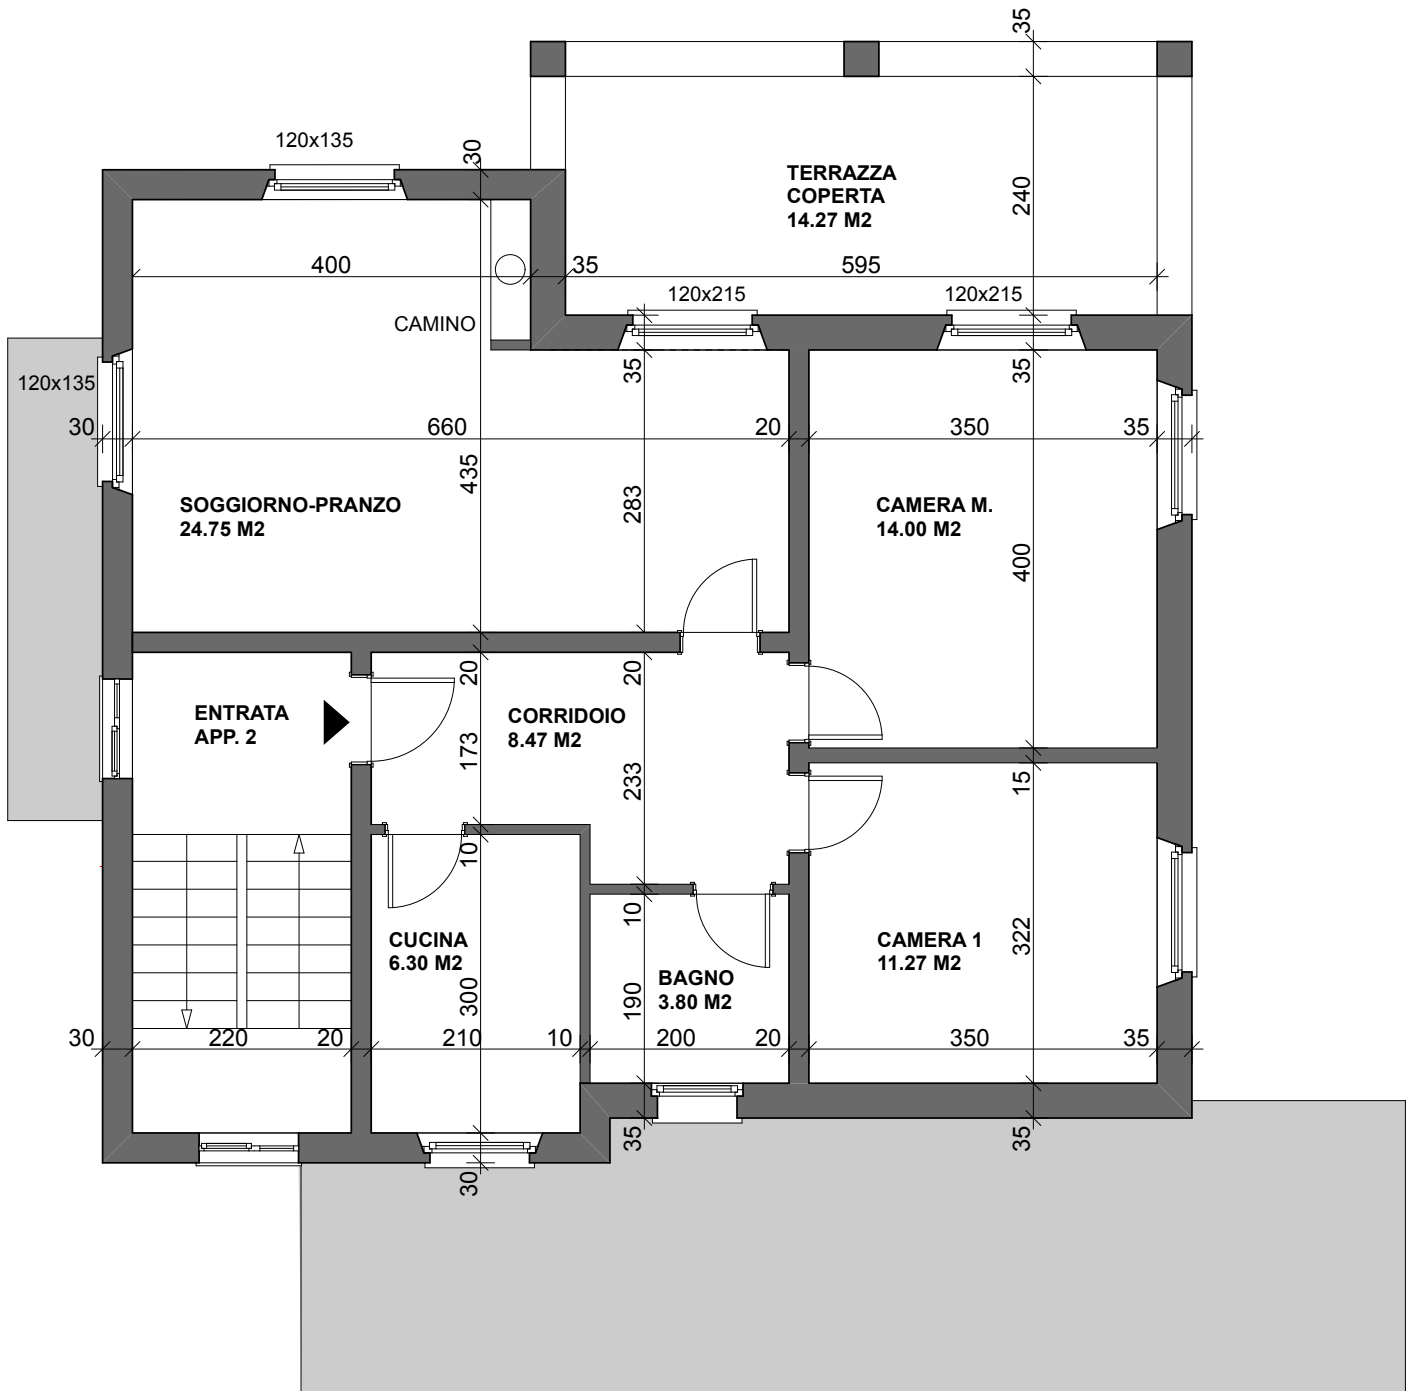 35
120x135
30
TERRAZZA
COPERTA
14.27 M2
240
400
35
595
120x215
120x215
CAMINO
120x135
35
35
30
660
20
350
35
435
283
SOGGIORNO-PRANZO
24.75 M2
CAMERA M.
14.00 M2
400
20
20
ENTRATA
APP. 2
CORRIDOIO
8.47 M2
173
233
15
10
10
CUCINA
6.30 M2
CAMERA 1
11.27 M2
322
BAGNO
3.80 M2
300
190
30
220
20
210
10
200
20
350
35
35
35
30